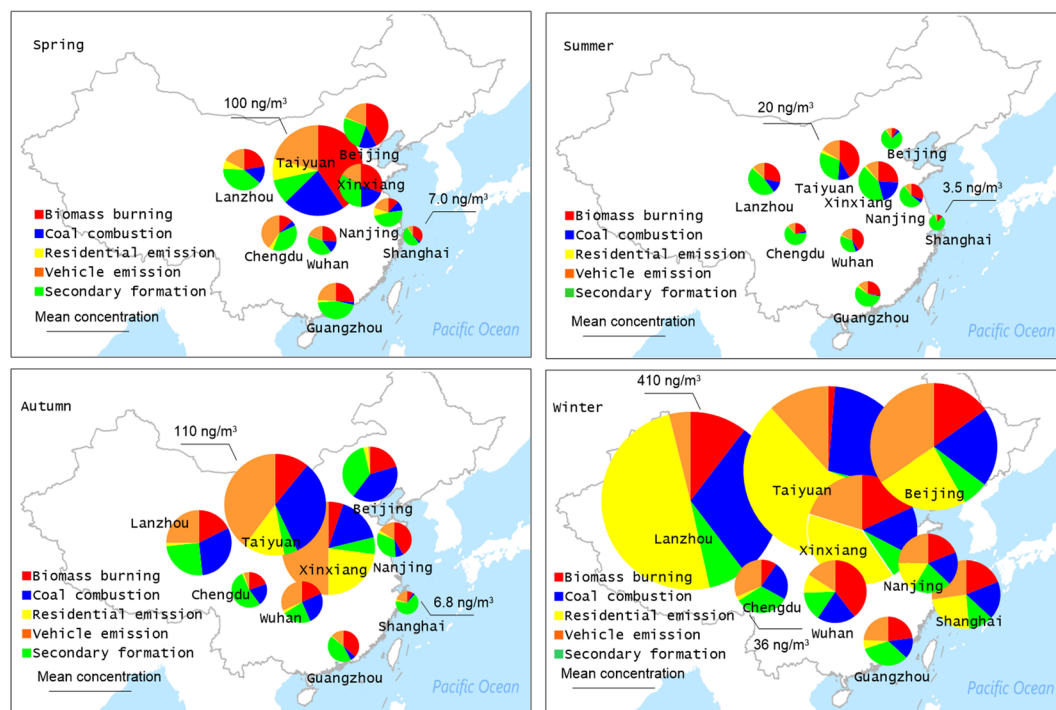 Spring
100 ng/m³
Taiyuan
Beijing
Lanzhou
Xinxiang
7.0 ng/m³
Nanjing
Chengdu
Wuhan
Shanghai
Guangzhou
Biomass burning
Coal combustion
Residential emission
Vehicle emission
Secondary formation
Mean concentration
Pacific Ocean
Summer
20 ng/m³
Beijing
Taiyuan
Lanzhou
Xinxiang
3.5 ng/m³
Nanjing
Shanghai
Chengdu
Wuhan
Guangzhou
Biomass burning
Coal combustion
Residential emission
Vehicle emission
Secondary formation
Mean concentration
Pacific Ocean
Autumn
110 ng/m³
Beijing
Lanzhou
Taiyuan
Xinxiang
Nanjing
Chengdu
6.8 ng/m³
Wuhan
Shanghai
Guangzhou
Biomass burning
Coal combustion
Residential emission
Vehicle emission
Secondary formation
Mean concentration
Pacific Ocean
410 ng/m³
Winter
Taiyuan
Beijing
Lanzhou
Xinxiang
Nanjing
Chengdu
Wuhan
Shanghai
36 ng/m³
Guangzhou
Biomass burning
Coal combustion
Residential emission
Vehicle emission
Secondary formation
Mean concentration
Pacific Ocean